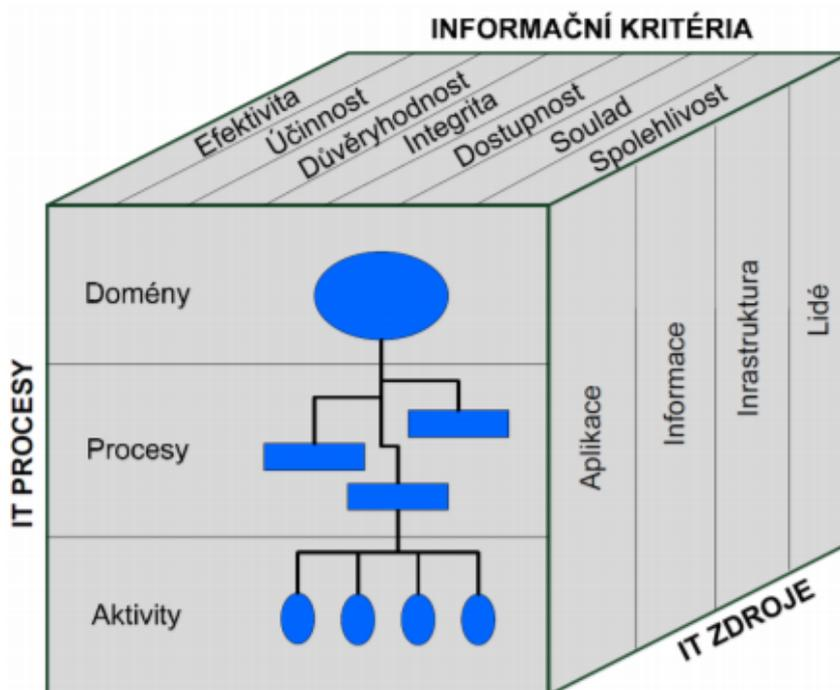 INFORMAČNÍ KRITÉRIA
Efektivita
Účinnost
Důvěryhodnost
Integrita
Dostupnost
Soulad
Spolehlivost
IT PROCESY
Domény
Procesy
Aktivity
Aplikace
Informace
Inrastruktura
Lidé
IT ZDROJE